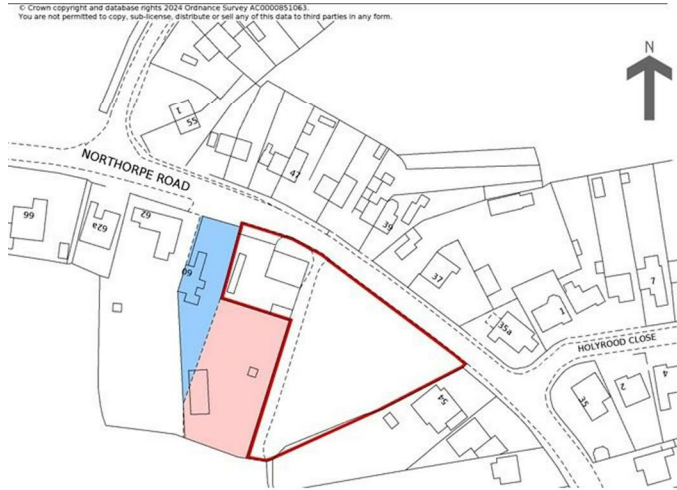 © Crown copyright and database rights 2024 Ordnance Survey AC0000851063.
You are not permitted to copy, sub-license, distribute or sell any of this data to third parties in any form.
N
1
55
NORTHORPE ROAD
47
66
62a
62
39
60
37
7
35a
1
HOLYROOD CLOSE
54
35
2
4